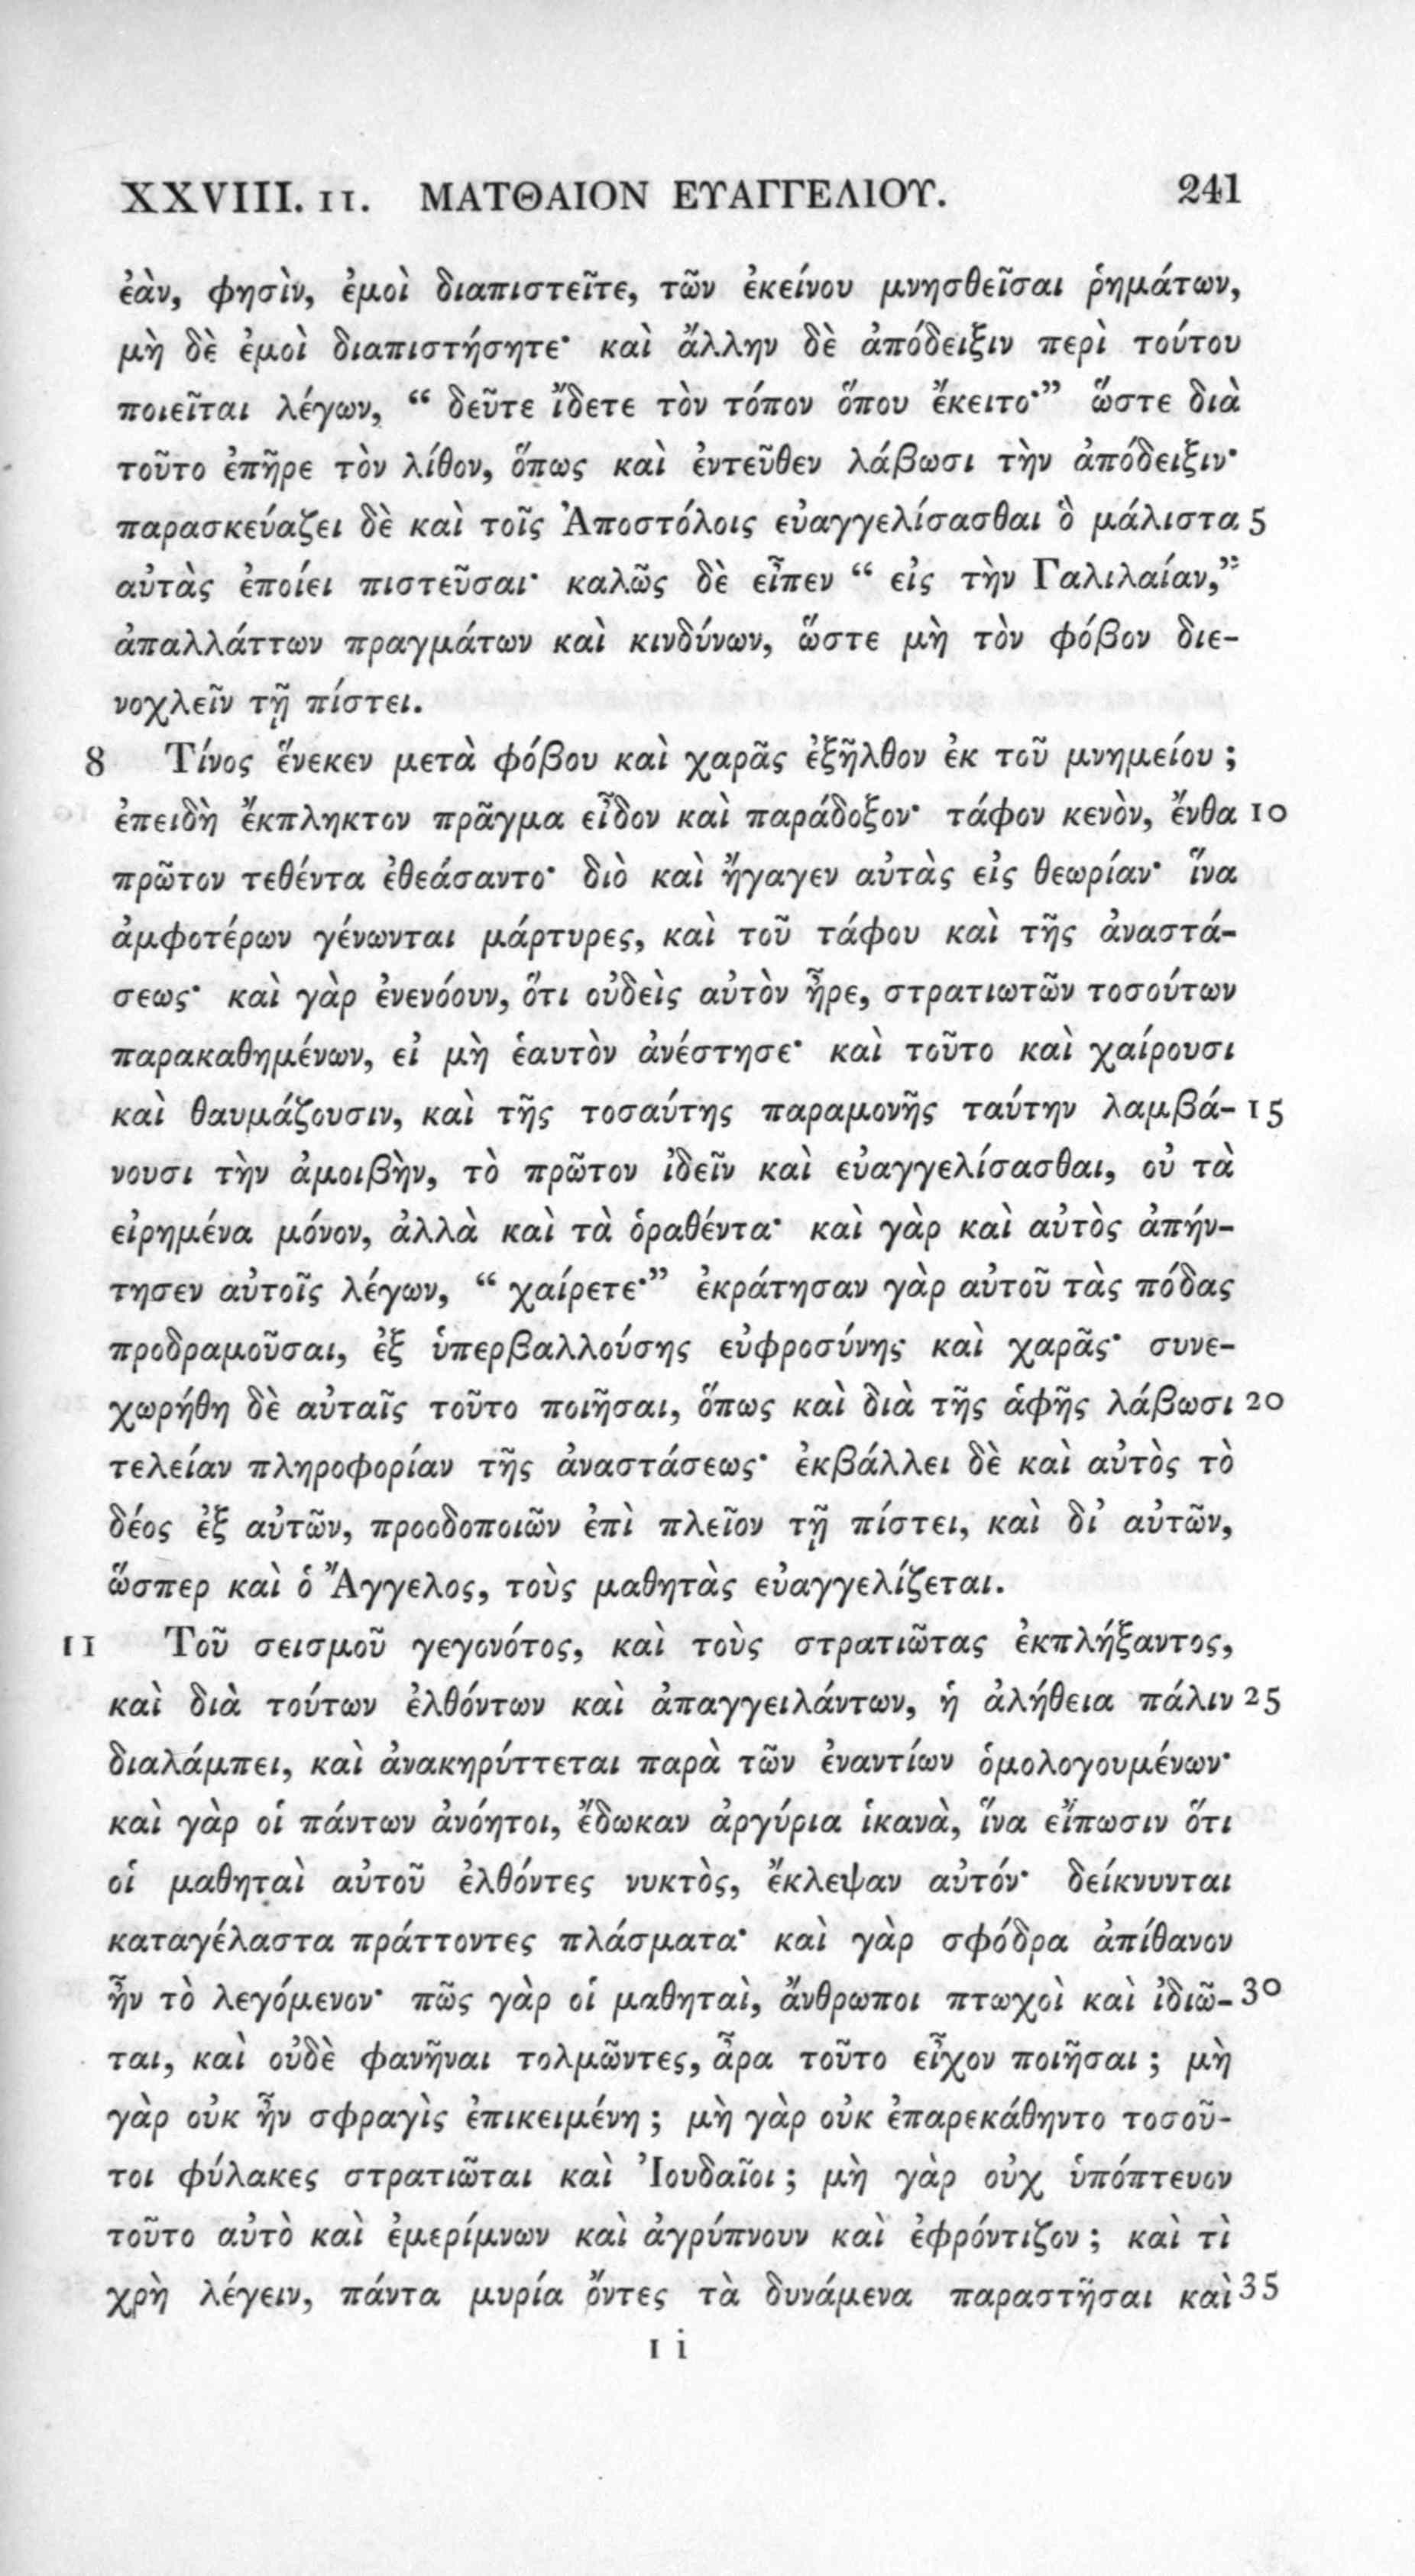 XXVIII. 11. ΜΑΤΘΑΙΟΝ ΕΥΑΓΓΕΛΙΟΥ. 241
ἐὰν, φησὶν, ἐμοὶ διαπιστεῖτε, τῶν ἐκείνου μνησθεῖσαι ῥημάτων,
μὴ δὲ ἐμοὶ διαπιστήσητε· καὶ ἄλλην δὲ ἀπόδειξιν περὶ τούτου
ποιεῖται λέγων, “ δεῦτε ἴδετε τὸν τόπον ὅπου ἔκειτο·” ὥστε διὰ
τοῦτο ἐπῆρε τὸν λίθον, ὅπως καὶ ἐντεῦθεν λάβωσι τὴν ἀπόδειξιν·
παρασκεύαζει δὲ καὶ τοῖς Ἀποστόλοις εὐαγγελίσασθαι ὃ μάλιστα 5
αὐτὰς ἐποίει πιστεῦσαι· καλῶς δὲ εἶπεν “ εἰς τὴν Γαλιλαίαν,”
ἀπαλλάττων πραγμάτων καὶ κινδύνων, ὥστε μὴ τὸν φόβον διε-
νοχλεῖν τῇ πίστει.
8 Τίνος ἕνεκεν μετὰ φόβου καὶ χαρᾶς ἐξῆλθον ἐκ τοῦ μνημείου ;
ἐπειδὴ ἔκπληκτον πρᾶγμα εἶδον καὶ παράδοξον· τάφον κενὸν, ἔνθα 10
πρῶτον τεθέντα ἐθεάσαντο· διὸ καὶ ἤγαγεν αὐτὰς εἰς θεωρίαν· ἵνα
ἀμφοτέρων γένωνται μάρτυρες, καὶ τοῦ τάφου καὶ τῆς ἀναστά-
σεως· καὶ γὰρ ἐνενόουν, ὅτι οὐδεὶς αὐτὸν ἦρε, στρατιωτῶν τοσούτων
παρακαθημένων, εἰ μὴ ἑαυτὸν ἀνέστησε· καὶ τοῦτο καὶ χαίρουσι
καὶ θαυμάζουσιν, καὶ τῆς τοσαύτης παραμονῆς ταύτην λαμβά- 15
νουσι τὴν ἀμοιβὴν, τὸ πρῶτον ἰδεῖν καὶ εὐαγγελίσασθαι, οὐ τὰ
εἰρημένα μόνον, ἀλλὰ καὶ τὰ ὁραθέντα· καὶ γὰρ καὶ αὐτὸς ἀπήν-
τησεν αὐτοῖς λέγων, “ χαίρετε·” ἐκράτησαν γὰρ αὐτοῦ τὰς πόδας
προδραμοῦσαι, ἐξ ὑπερβαλλούσης εὐφροσύνης καὶ χαρᾶς· συνε-
χωρήθη δὲ αὐταῖς τοῦτο ποιῆσαι, ὅπως καὶ διὰ τῆς ἁφῆς λάβωσι 20
τελείαν πληροφορίαν τῆς ἀναστάσεως· ἐκβάλλει δὲ καὶ αὐτὸς τὸ
δέος ἐξ αὐτῶν, προοδοποιῶν ἐπὶ πλεῖον τῇ πίστει, καὶ δι᾿ αὐτῶν,
ὥσπερ καὶ ὁ Ἄγγελος, τοὺς μαθητὰς εὐαγγελίζεται.
11 Τοῦ σεισμοῦ γεγονότος, καὶ τοὺς στρατιῶτας ἐκπλήξαντος,
καὶ διὰ τούτων ἐλθόντων καὶ ἀπαγγειλάντων, ἡ ἀλήθεια πάλιν 25
διαλάμπει, καὶ ἀνακηρύττεται παρὰ τῶν ἐναντίων ὁμολογουμένων·
καὶ γὰρ οἱ πάντων ἀνόητοι, ἔδωκαν ἀργύρια ἱκανὰ, ἵνα εἴπωσιν ὅτι
οἱ μαθηταὶ αὐτοῦ ἐλθόντες νυκτὸς, ἔκλεψαν αὐτόν· δείκνυνται
καταγέλαστα πράττοντες πλάσματα· καὶ γὰρ σφόδρα ἀπίθανον
ἦν τὸ λεγόμενον· πῶς γὰρ οἱ μαθηταὶ, ἄνθρωποι πτωχοὶ καὶ ἰδιῶ- 30
ται, καὶ οὐδὲ φανῆναι τολμῶντες, ἆρα τοῦτο εἶχον ποιῆσαι ; μὴ
γὰρ οὐκ ἦν σφραγὶς ἐπικειμένη ; μὴ γὰρ οὐκ ἐπαρεκάθηντο τοσοῦ-
τοι φύλακες στρατιῶται καὶ Ἰουδαῖοι ; μὴ γὰρ οὐχ ὑπόπτευον
τοῦτο αὐτὸ καὶ ἐμερίμνων καὶ ἀγρύπνουν καὶ ἐφρόντιζον ; καὶ τὶ
χρὴ λέγειν, πάντα μυρία ὄντες τὰ δυνάμενα παραστῆσαι καὶ 35
I i